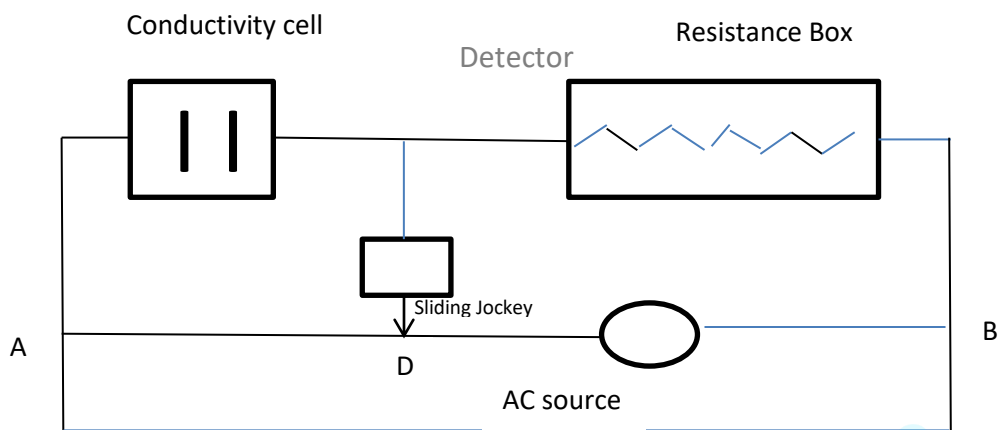 Conductivity cell
Detector
Resistance Box
Sliding Jockey
A
D
B
AC source